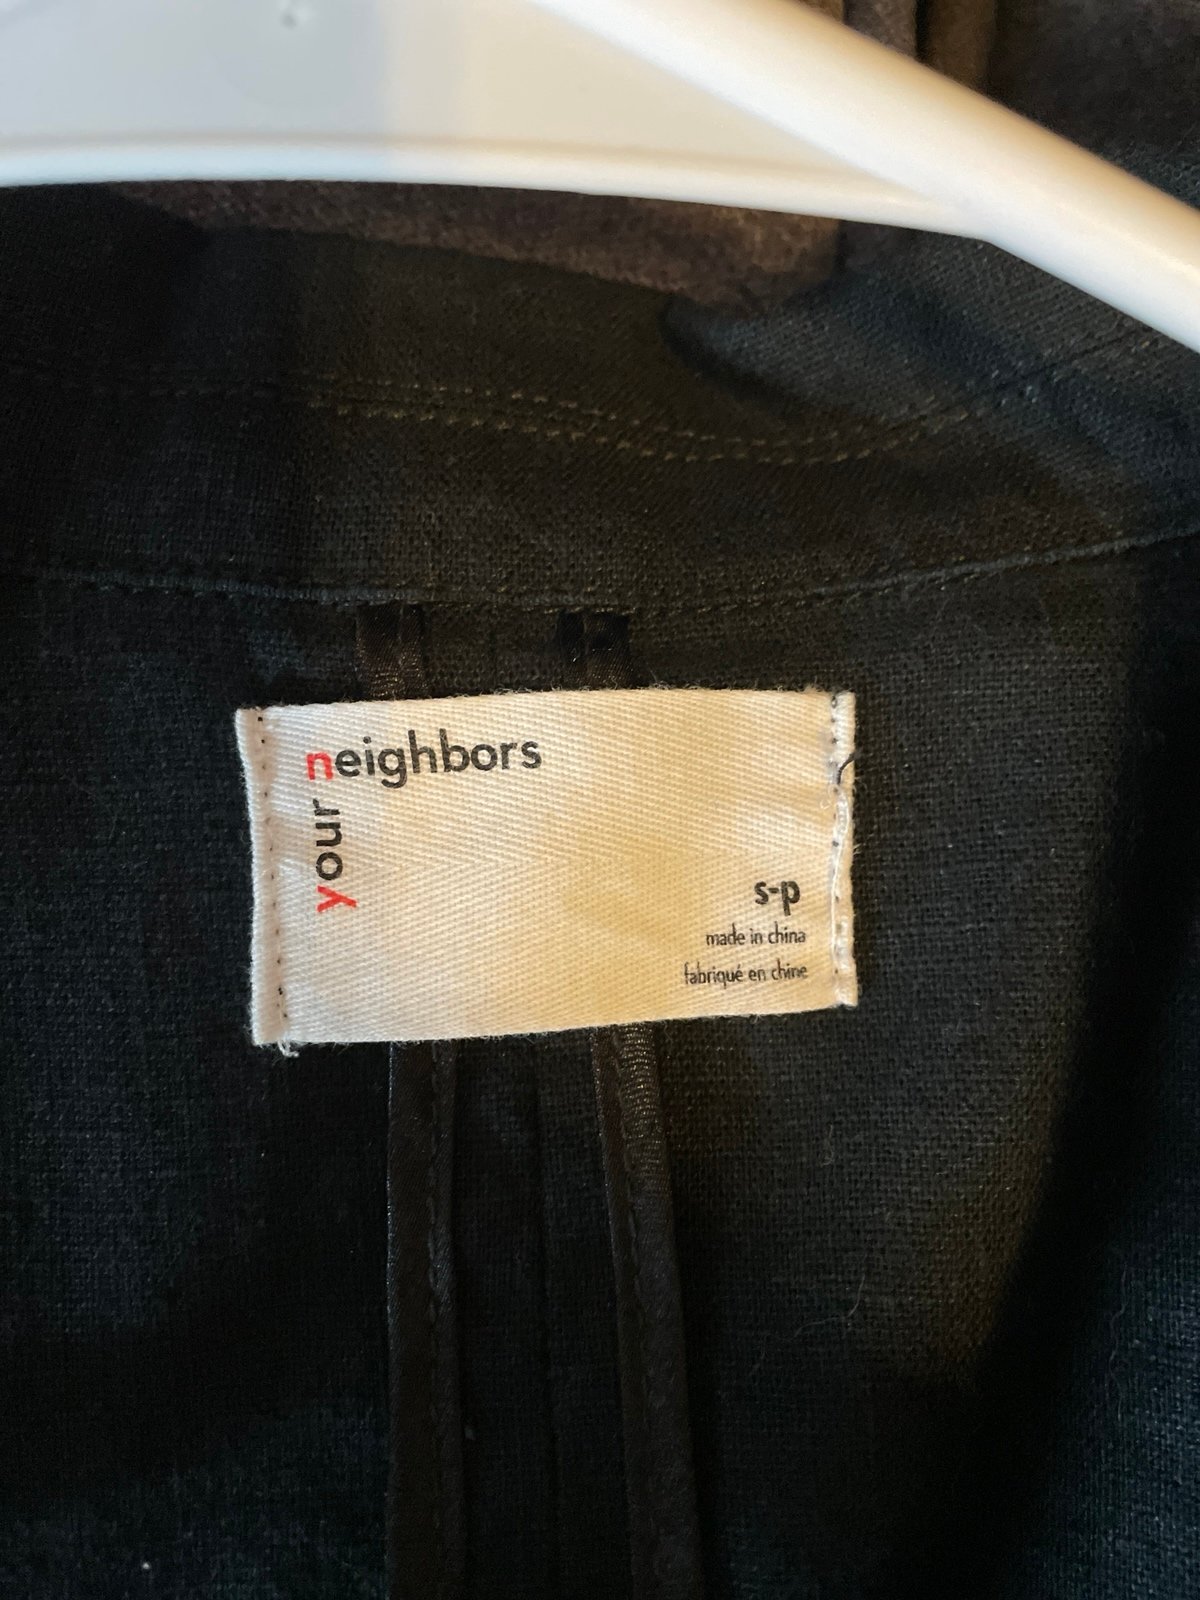 your
neighbors
s-p
made in china
fabriqué en chine